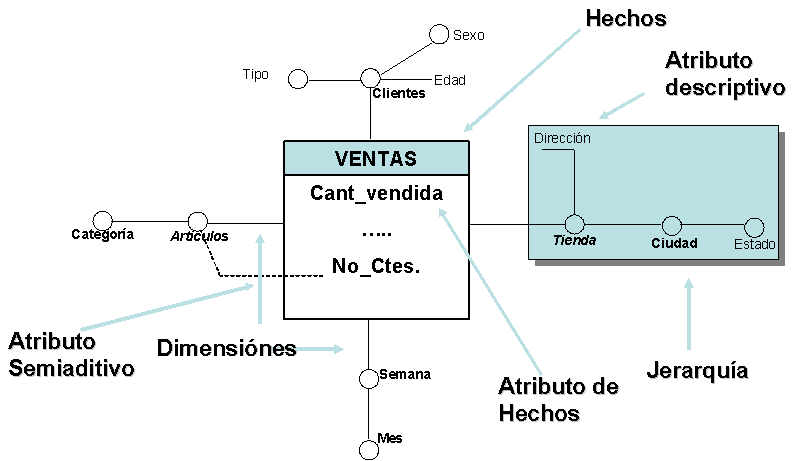 Hechos
Sexo
Atributo
descriptivo
Tipo
Edad
Clientes
Dirección
VENTAS
Cant_vendida
.....
No_Ctes.
Categoría
Artículos
Tienda
Ciudad
Estado
Atributo
Semiaditivo
Dimensiónes
Semana
Mes
Atributo de
Hechos
Jerarquía